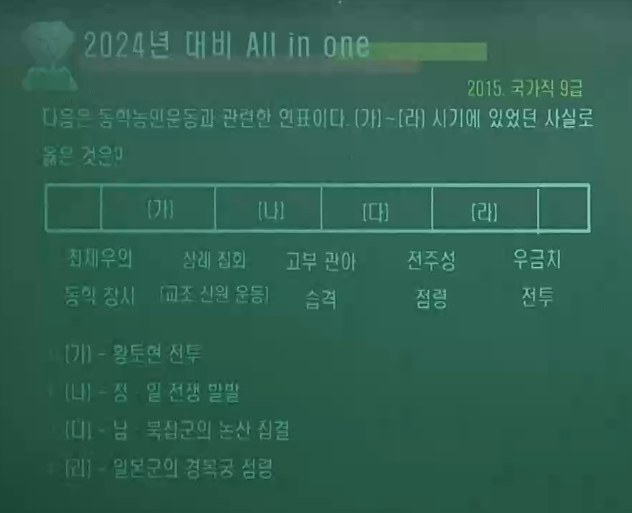 2024년 대비 All in one
2015. 국가직 9급
다음은 동학농민운동과 관련한 연표이다. (가)~(라) 시기에 있었던 사실로
옳은 것은?
(가) (나) (다) (라)
최제우의 삼례 집회 고부 관아 전주성 우금치
동학 창시 (교조 신원 운동) 습격 점령 전투
(가) - 황토현 전투
(나) - 청·일 전쟁 발발
(다) - 남·북접군의 논산 집결
(라) - 일본군의 경복궁 점령